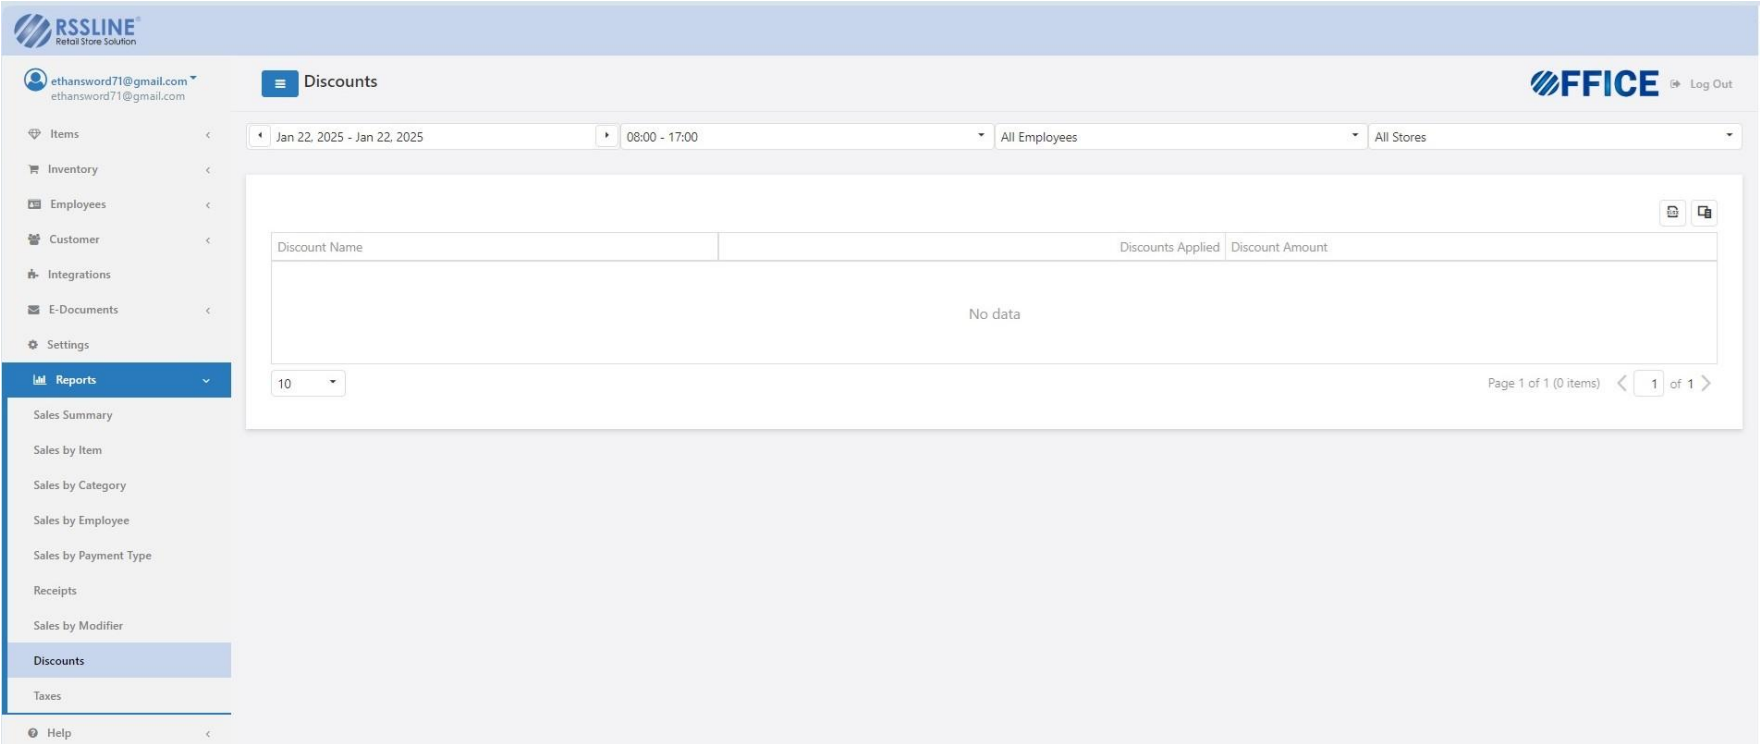 RSSLINE®
Retail Store Solution
ethansword71@gmail.com
ethansword71@gmail.com
Discounts
OFFICE
Log Out
Items
Inventory
Employees
Customer
Integrations
E-Documents
Settings
Reports
Sales Summary
Sales by Item
Sales by Category
Sales by Employee
Sales by Payment Type
Receipts
Sales by Modifier
Discounts
Taxes
Help
Jan 22, 2025 - Jan 22, 2025
08:00 - 17:00
All Employees
All Stores
Discount Name
Discounts Applied
Discount Amount
No data
10
Page 1 of 1 (0 items)
1 of 1